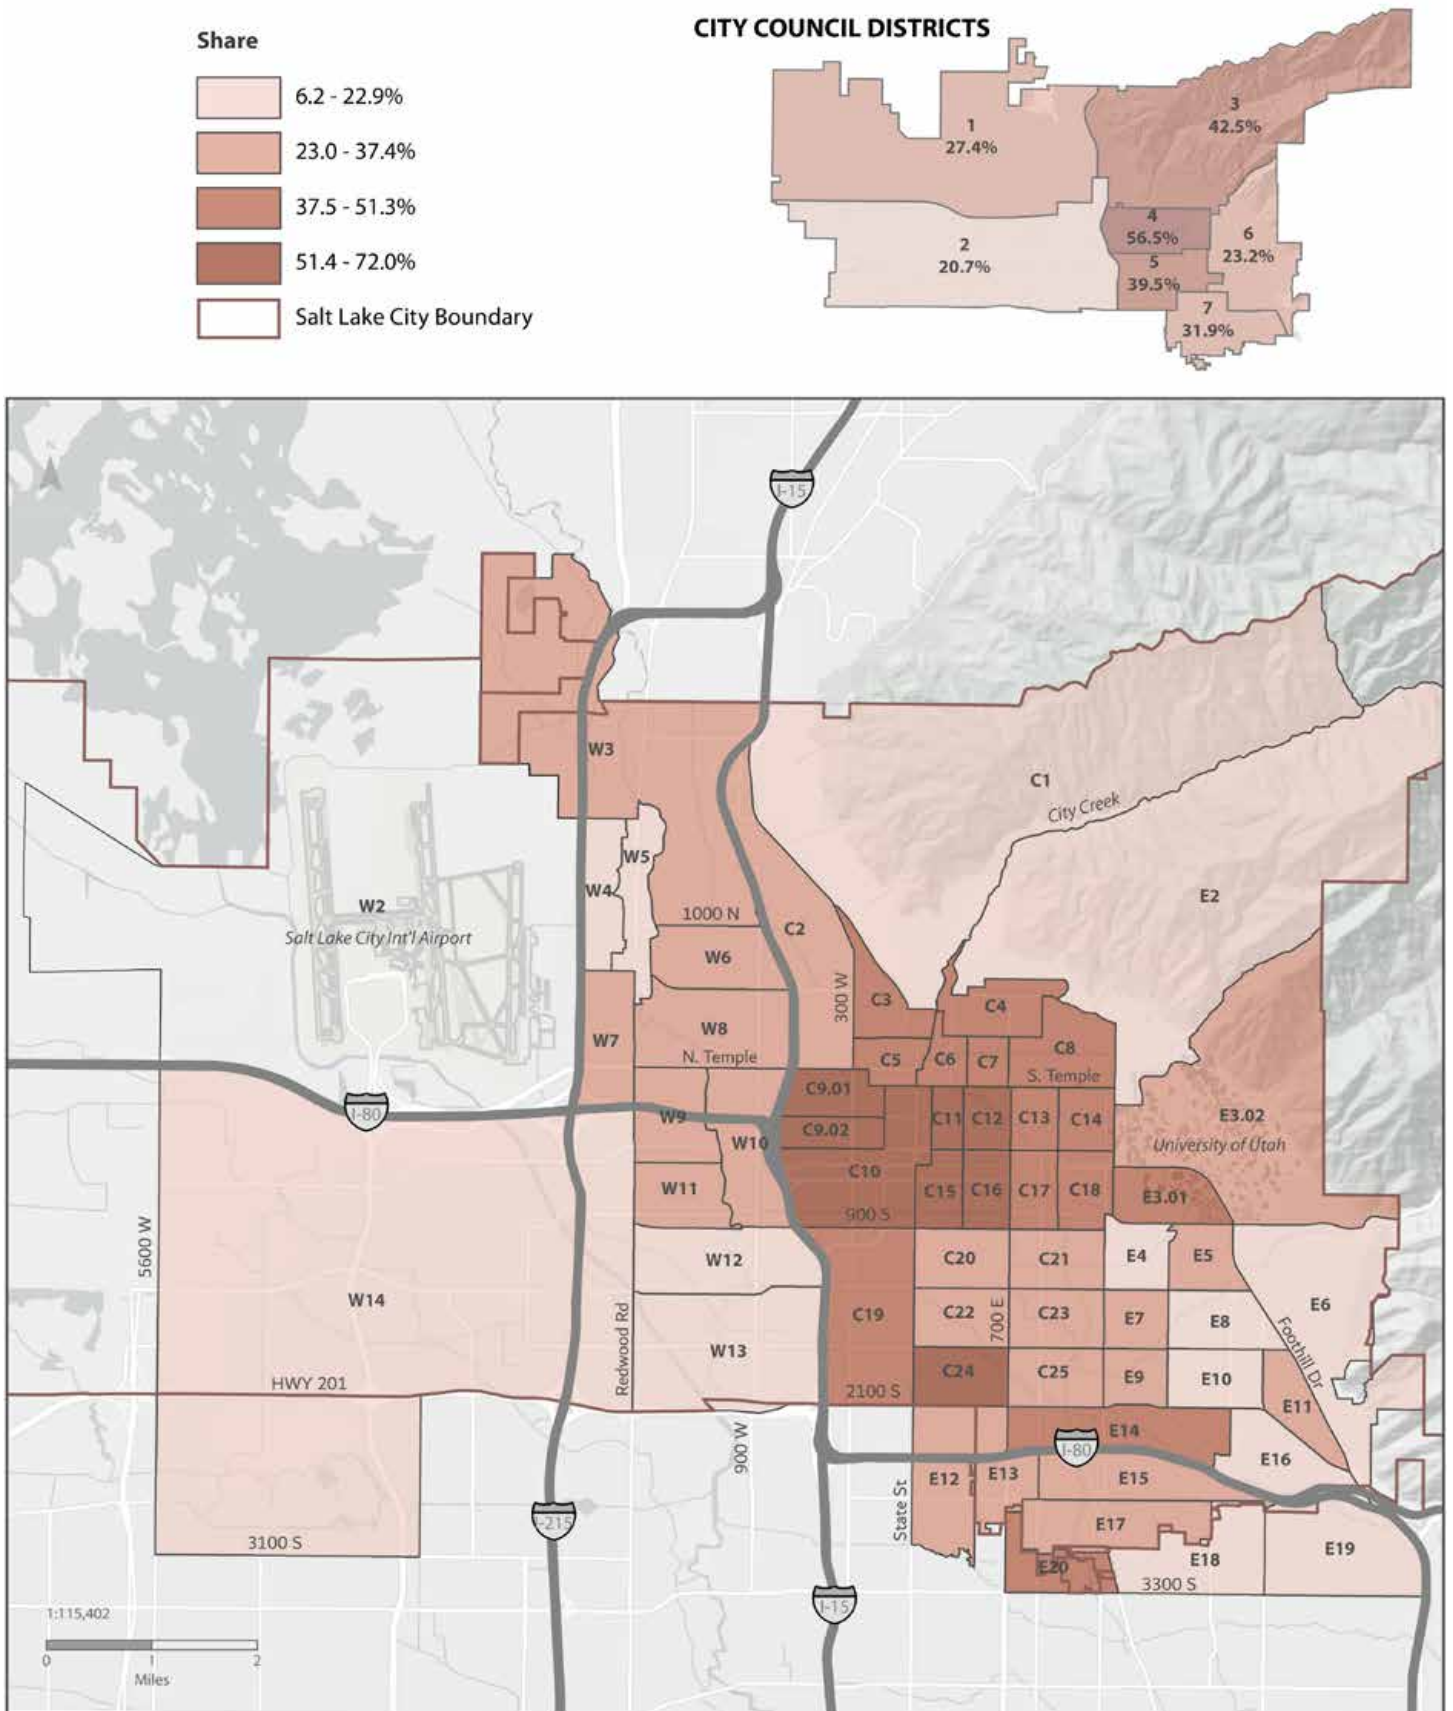 CITY COUNCIL DISTRICTS
Share
6.2 - 22.9%
23.0 - 37.4%
37.5 - 51.3%
51.4 - 72.0%
Salt Lake City Boundary
1
27.4%
2
20.7%
3
42.5%
4
56.5%
5
39.5%
6
23.2%
7
31.9%
I-15
W3
C1
City Creek
W5
W4
E2
W2
Salt Lake City Int'l Airport
1000 N
C2
W6
300 W
C3
C4
W7
W8
N. Temple
C5
C6
C7
C8
S. Temple
I-80
C9.01
W9
W10
C9.02
C11
C12
C13
C14
E3.02
University of Utah
W11
C10
900 S
C15
C16
C17
C18
E3.01
5600 W
W12
C20
C21
E4
E5
W14
Redwood Rd
C19
C22
700 E
C23
E7
E8
E6
Foothill Dr
W13
HWY 201
2100 S
C24
C25
E9
E10
E11
900 W
E14
I-80
E16
State St
E12
E13
E15
I-215
E17
3100 S
E20
E18
E19
3300 S
I-15
1:115,402
0
1
2
Miles